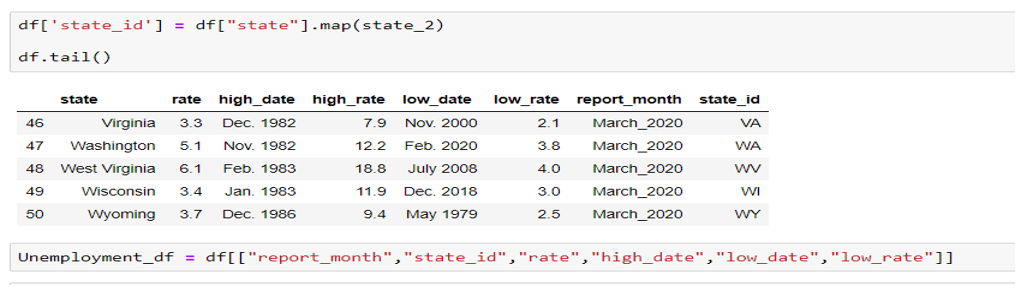 df['state_id'] = df["state"].map(state_2)
df.tail()
state rate high_date high_rate low_date low_rate report_month state_id
46 Virginia 3.3 Dec. 1982 7.9 Nov. 2000 2.1 March_2020 VA
47 Washington 5.1 Nov. 1982 12.2 Feb. 2020 3.8 March_2020 WA
48 West Virginia 6.1 Feb. 1983 18.8 July 2008 4.0 March_2020 WV
49 Wisconsin 3.4 Jan. 1983 11.9 Dec. 2018 3.0 March_2020 WI
50 Wyoming 3.7 Dec. 1986 9.4 May 1979 2.5 March_2020 WY
Unemployment_df = df[["report_month","state_id","rate","high_date","low_date","low_rate"]]